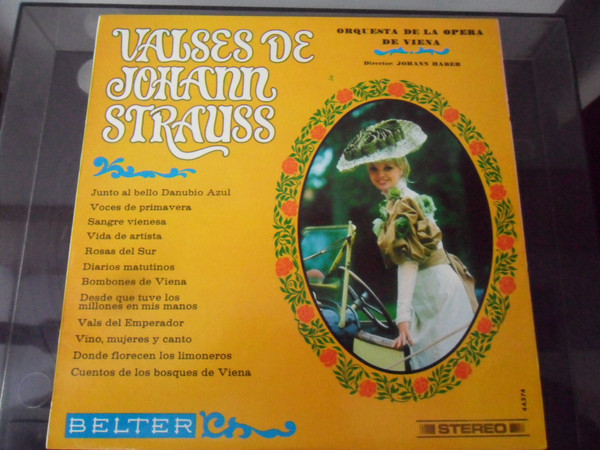 VALSES DE
JOHANN
STRAUSS
ORQUESTA DE LA OPERA
DE VIENA
Director: JOHANN HABER
Junto al bello Danubio Azul
Voces de primavera
Sangre vienesa
Vida de artista
Rosas del Sur
Diarios matutinos
Bombones de Viena
Desde que tuve los
millones en mis manos
Vals del Emperador
Vino, mujeres y canto
Donde florecen los limoneros
Cuentos de los bosques de Viena
BELTER
STEREO
44.374